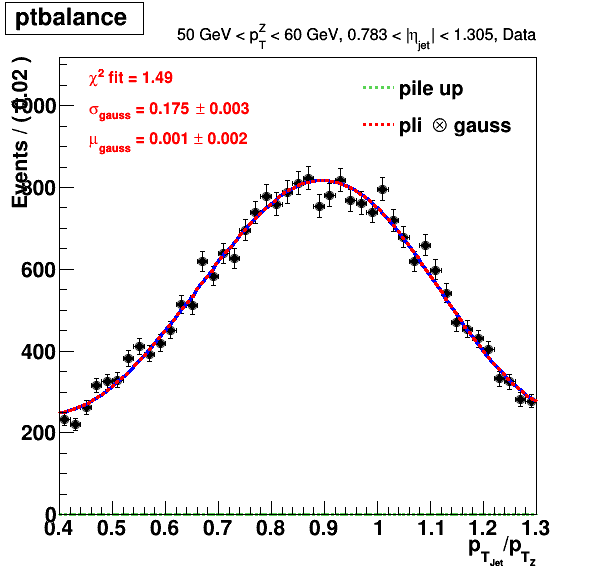 ptbalance
50 GeV < p_T^Z < 60 GeV, 0.783 < |η_jet| < 1.305, Data
χ² fit = 1.49
σ_gauss = 0.175 ± 0.003
μ_gauss = 0.001 ± 0.002
pile up
pli ⊗ gauss
Events / ( 0.02 )
1000
800
600
400
200
0
0.4 0.5 0.6 0.7 0.8 0.9 1 1.1 1.2 1.3
p_T_Jet/p_T_Z